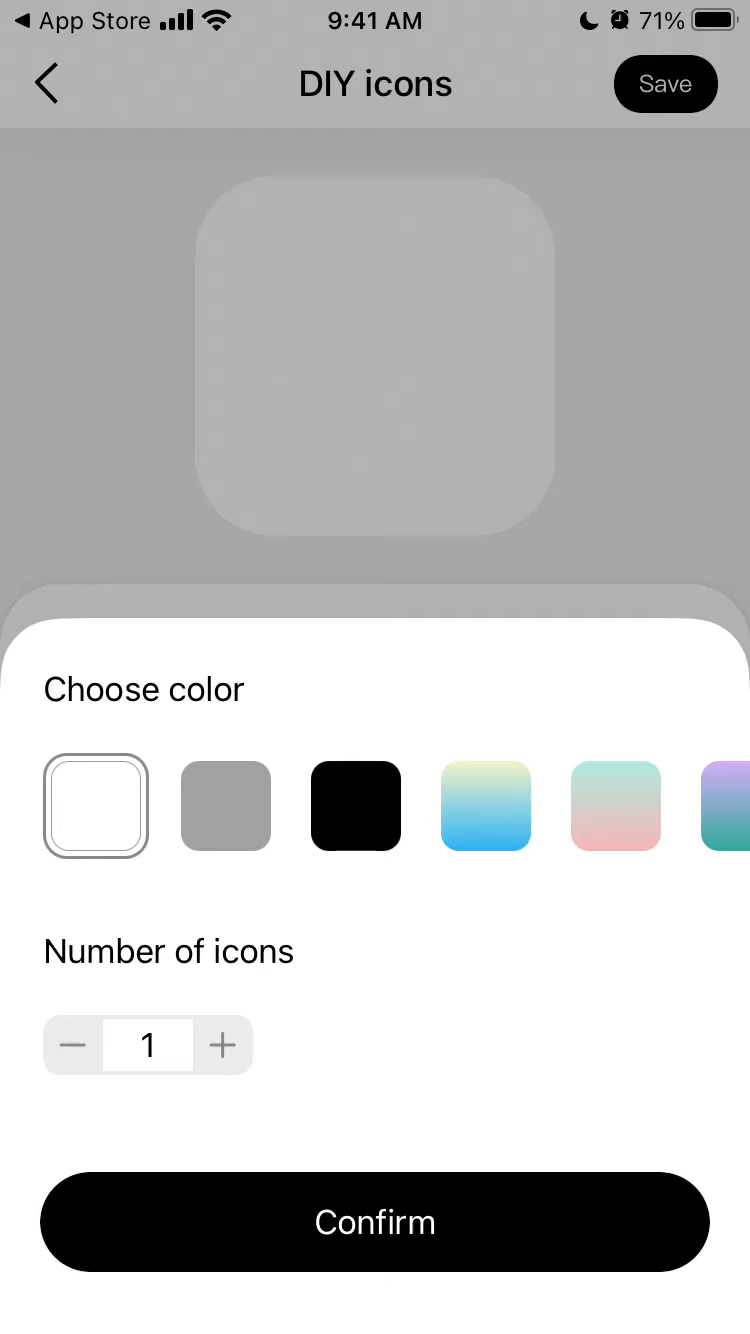 App Store
9:41 AM
71%
DIY icons
Save
Choose color
Number of icons
1
Confirm